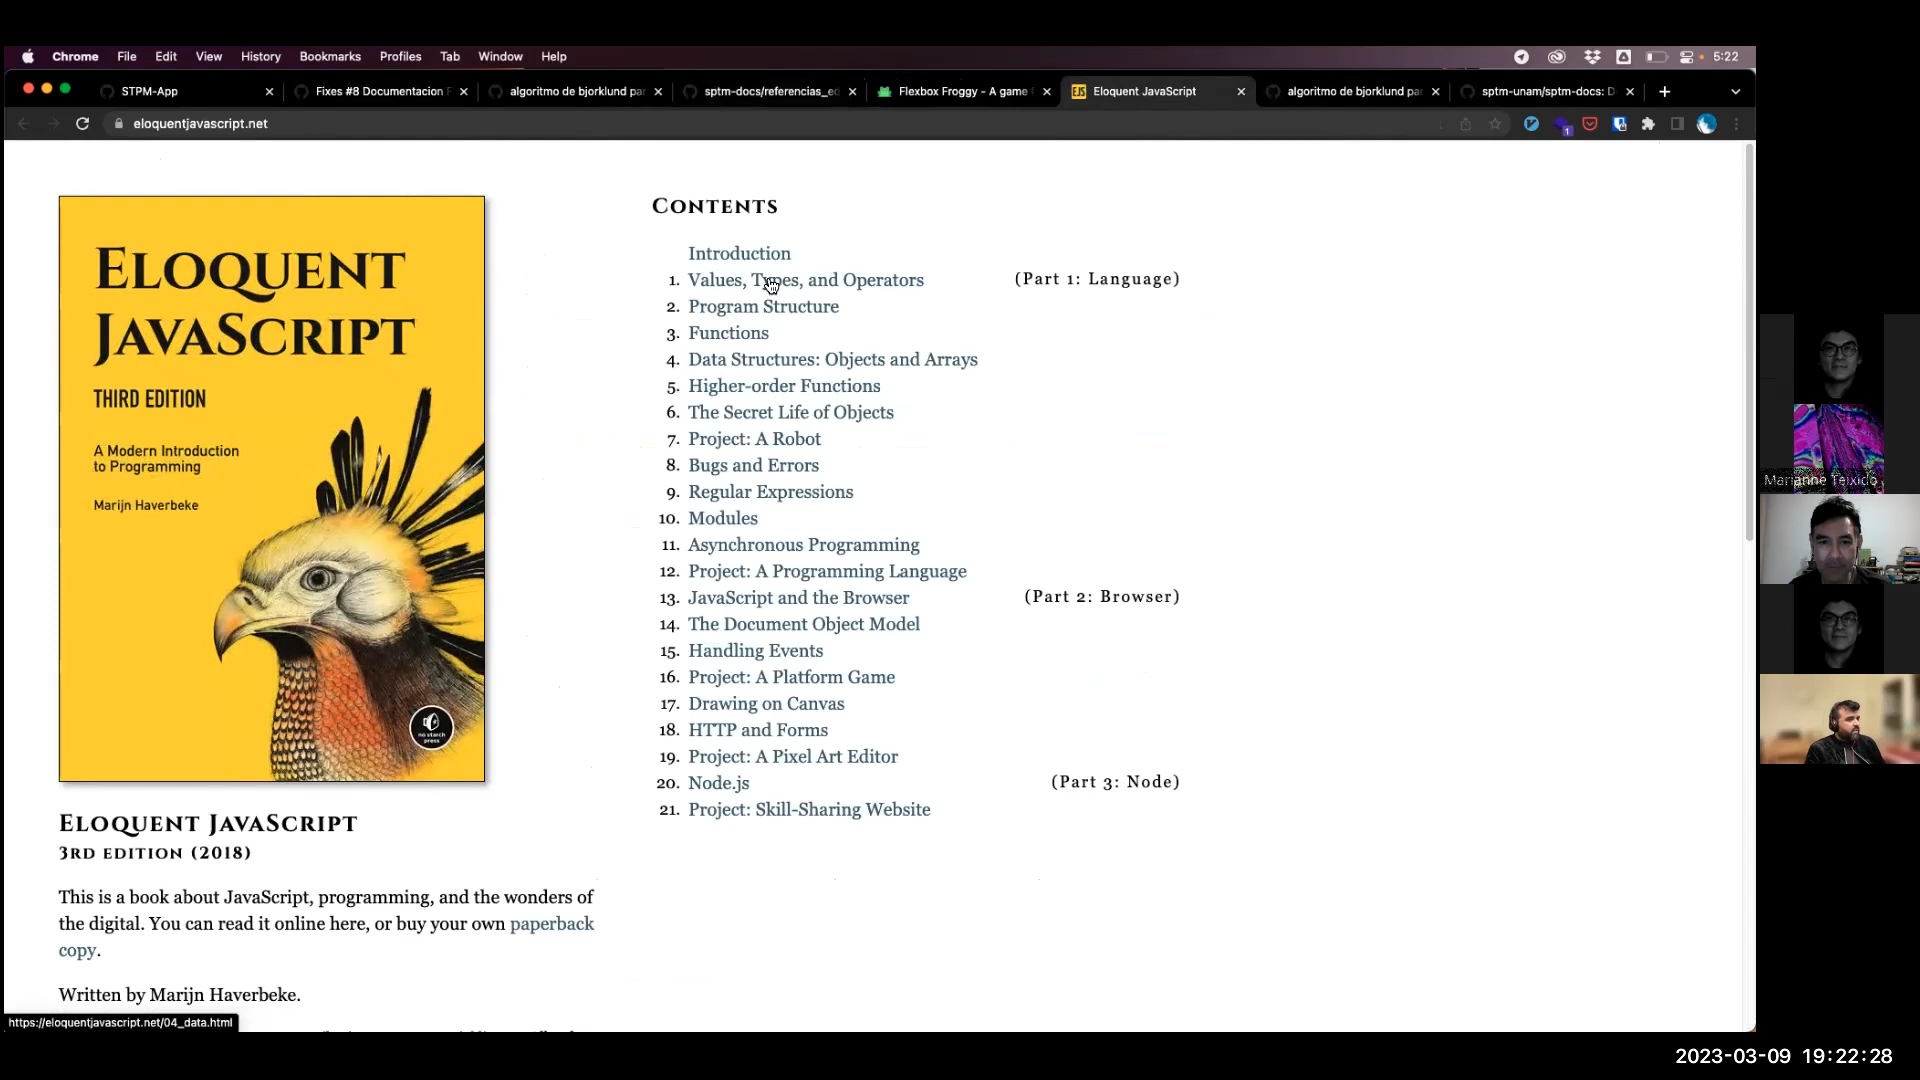 Chrome File Edit View History Bookmarks Profiles Tab Window Help 5:22
STPM-App Fixes #8 Documentacion F algoritmo de bjorklund par sptm-docs/referencias_ed Flexbox Froggy - A game f Eloquent JavaScript algoritmo de bjorklund par sptm-unam/sptm-docs: D
eloquentjavascript.net
1
ELOQUENT
JAVASCRIPT
THIRD EDITION
A Modern Introduction
to Programming
Marijn Haverbeke
no starch
press
ELOQUENT JAVASCRIPT
3RD EDITION (2018)
This is a book about JavaScript, programming, and the wonders of
the digital. You can read it online here, or buy your own paperback
copy.
Written by Marijn Haverbeke.
https://eloquentjavascript.net/04_data.html
CONTENTS
Introduction
1. Values, Types, and Operators (Part 1: Language)
2. Program Structure
3. Functions
4. Data Structures: Objects and Arrays
5. Higher-order Functions
6. The Secret Life of Objects
7. Project: A Robot
8. Bugs and Errors
9. Regular Expressions
10. Modules
11. Asynchronous Programming
12. Project: A Programming Language
13. JavaScript and the Browser (Part 2: Browser)
14. The Document Object Model
15. Handling Events
16. Project: A Platform Game
17. Drawing on Canvas
18. HTTP and Forms
19. Project: A Pixel Art Editor
20. Node.js (Part 3: Node)
21. Project: Skill-Sharing Website
Marianne Teixido
2023-03-09 19:22:28